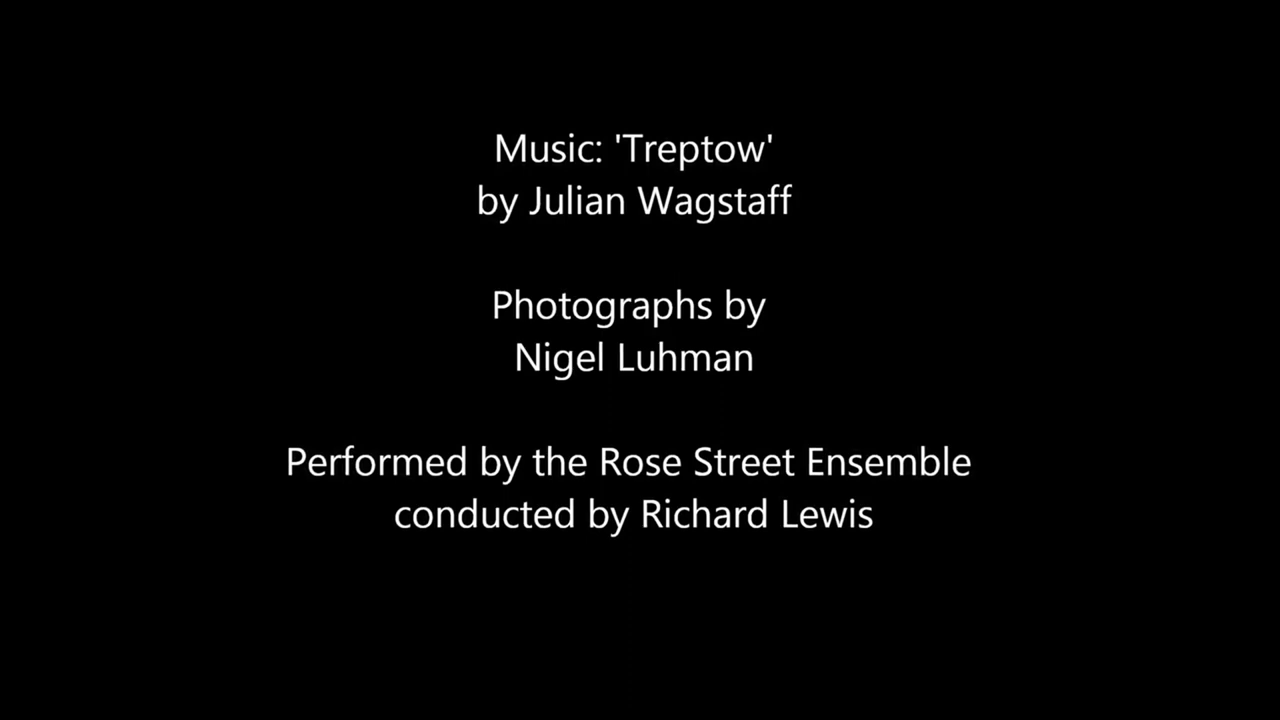 Music: 'Treptow'
by Julian Wagstaff
Photographs by
Nigel Luhman
Performed by the Rose Street Ensemble
conducted by Richard Lewis